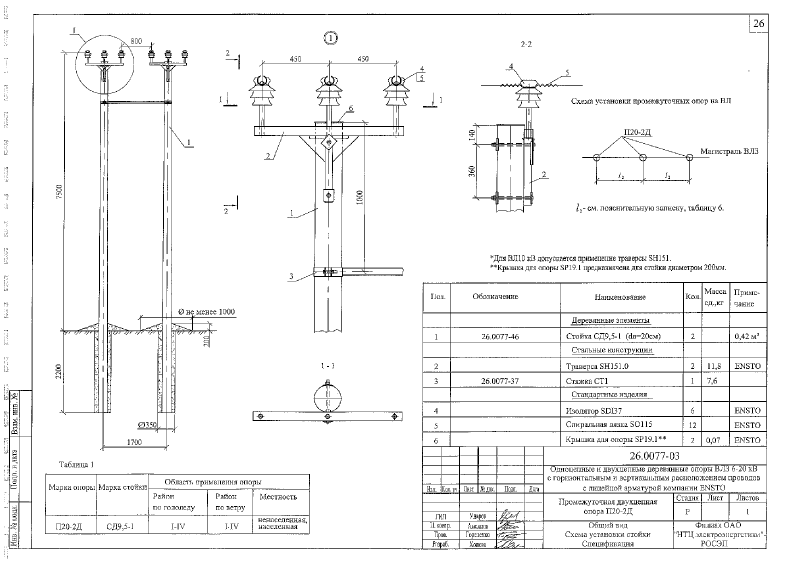 26
1
800
7500
2200
1
Ø не менее 1000
200
Ø350
1700
1
450
450
2
2
1
1
4
5
6
2
1
3
1000
1 - 1
2-2
4
5
140
360
2
Схема установки промежуточных опор на ВЛ
П20-2Д
Магистраль ВЛЗ
l₂ - см. пояснительную записку, таблицу 6.
*Для ВЛ10 кВ допускается применение траверсы SH151.
**Крышка для опоры SP19.1 предназначена для стойки диаметром 200мм.
Поз. Обозначение Наименование Кол. Масса ед.,кг Приме-чание
Деревянные элементы
1 26.0077-46 Стойка СД9,5-1 (dв=20см) 2 0,42 м³
Стальные конструкции
2 Траверса SH151.0 2 11,8 ENSTO
3 26.0077-37 Стяжка СТ1 1 7,6
Стандартные изделия
4 Изолятор SDI37 6 ENSTO
5 Спиральная вязка SO115 12 ENSTO
6 Крышка для опоры SP19.1** 2 0,07 ENSTO
26.0077-03
Одноцепные и двухцепные деревянные опоры ВЛЗ 6-20 кВ
с горизонтальным и вертикальным расположением проводов
с линейной арматурой компании ENSTO
Изм. Кол. уч Лист № док. Подп. Дата
Промежуточная двухцепная
опора П20-2Д
Стадия Лист Листов
Р 1
ГИП Ударов
Н. контр.
Пров.
Разраб.
Общий вид
Схема установки стойки
Спецификация
Филиал ОАО
"НТЦ электроэнергетики"-
РОСЭП
Таблица 1
Марка опоры Марка стойки Область применения опоры
Район по гололеду Район по ветру Местность
П20-2Д СД9,5-1 I-IV I-IV ненаселенная, населенная
Взам. инв. №
Подп. и дата
Инв. № подл.